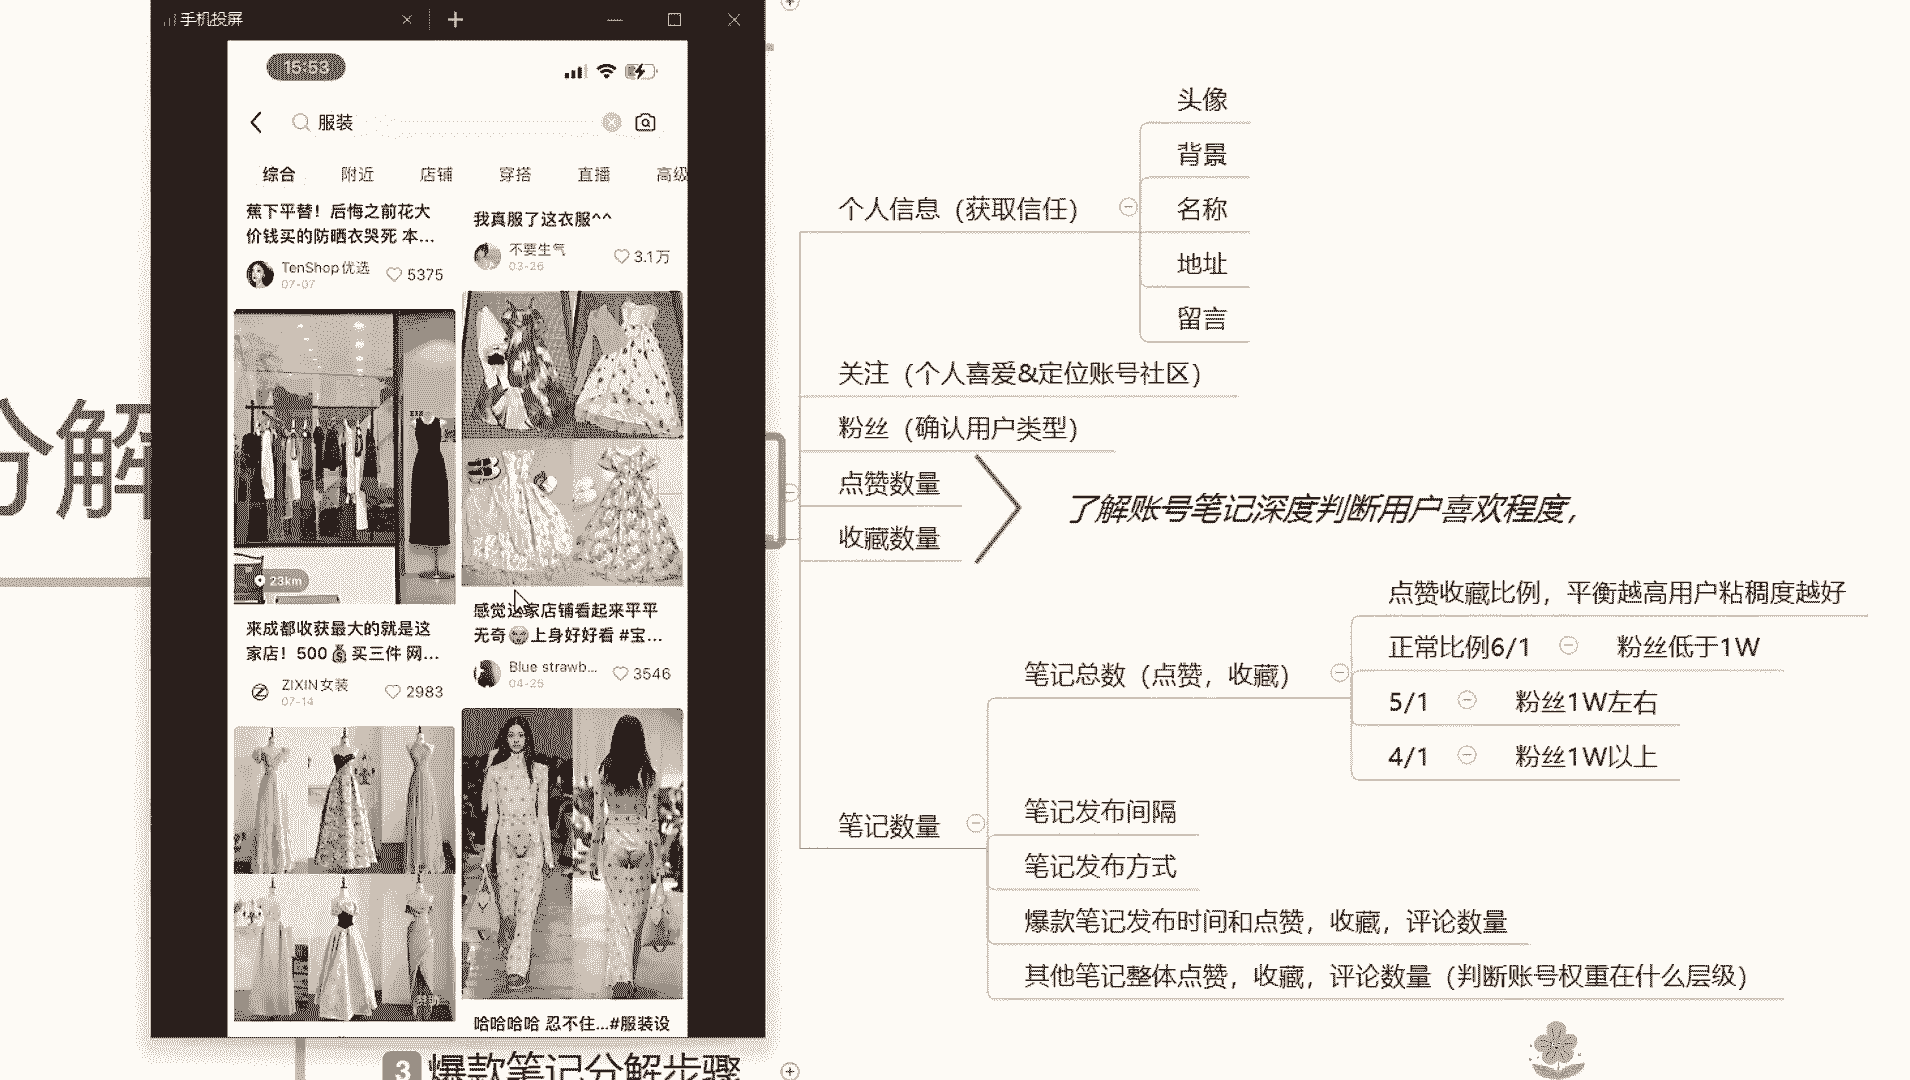 手机投屏
15:53
服装
综合 附近 店铺 穿搭 直播 高级
蕉下平替！后悔之前花大
价钱买的防晒衣哭死 本...
TenShop优选
07-07
5375
我真服了这衣服^^
不要生气
03-26
3.1万
23km
来成都收获最大的就是这
家店！500💰买三件 网...
ZIXIN女装
07-14
2983
感觉这家店铺看起来平平
无奇 上身好好看 #宝...
Blue strawb...
04-25
3546
哈哈哈哈 忍不住...#服装设
分解
3 爆款笔记分解步骤
个人信息（获取信任）
头像
背景
名称
地址
留言
关注（个人喜爱&定位账号社区）
粉丝（确认用户类型）
点赞数量
收藏数量
了解账号笔记深度判断用户喜欢程度，
笔记数量
笔记总数（点赞，收藏）
点赞收藏比例，平衡越高用户粘稠度越好
正常比例6/1 粉丝低于1W
5/1 粉丝1W左右
4/1 粉丝1W以上
笔记发布间隔
笔记发布方式
爆款笔记发布时间和点赞，收藏，评论数量
其他笔记整体点赞，收藏，评论数量（判断账号权重在什么层级）